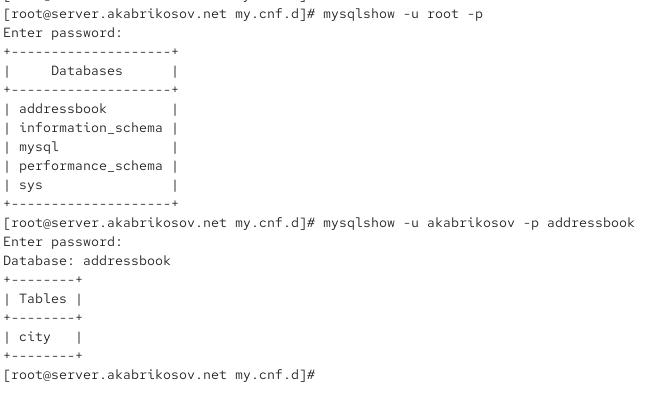 [root@server.akabrikosov.net my.cnf.d]# mysqlshow -u root -p
Enter password:
+--------------------+
|     Databases      |
+--------------------+
| addressbook        |
| information_schema |
| mysql              |
| performance_schema |
| sys                |
+--------------------+
[root@server.akabrikosov.net my.cnf.d]# mysqlshow -u akabrikosov -p addressbook
Enter password:
Database: addressbook
+--------+
| Tables |
+--------+
| city   |
+--------+
[root@server.akabrikosov.net my.cnf.d]#